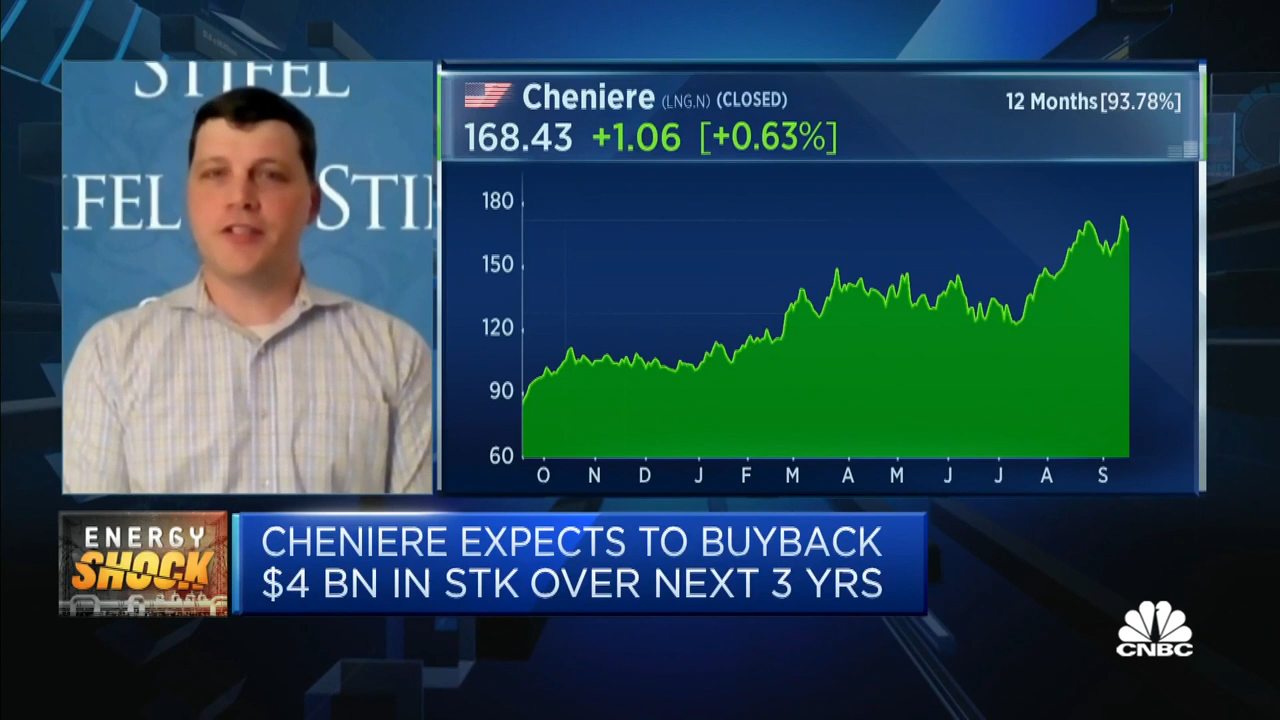 STIFEL
IFEL
STI
Cheniere (LNG.N) (CLOSED)
12 Months [93.78%]
168.43 +1.06 [+0.63%]
180
150
120
90
60
O N D J F M A M J J A S
ENERGY
SHOCK
CHENIERE EXPECTS TO BUYBACK
$4 BN IN STK OVER NEXT 3 YRS
CNBC